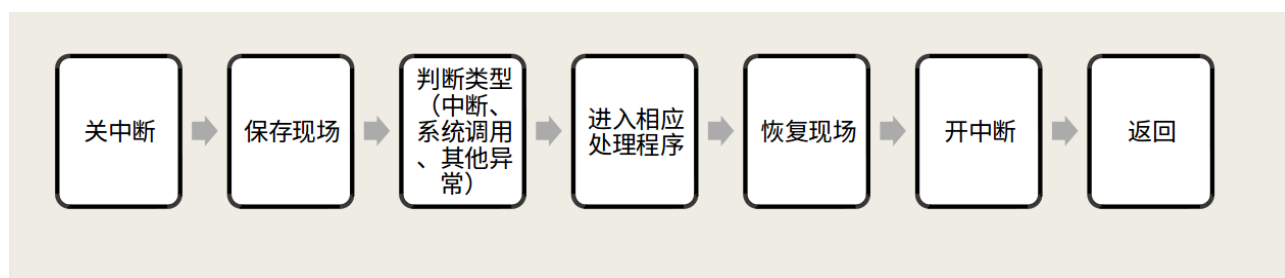 关中断
保存现场
判断类型
（中断、
系统调用
、其他异
常）
进入相应
处理程序
恢复现场
开中断
返回